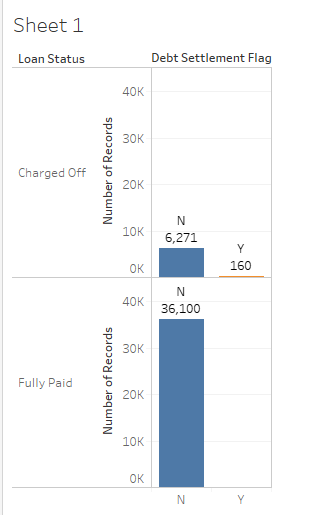 Sheet 1
Loan Status
Debt Settlement Flag
Charged Off
Number of Records
40K
30K
20K
10K
0K
N
6,271
Y
160
Fully Paid
Number of Records
40K
30K
20K
10K
0K
N
36,100
N
Y